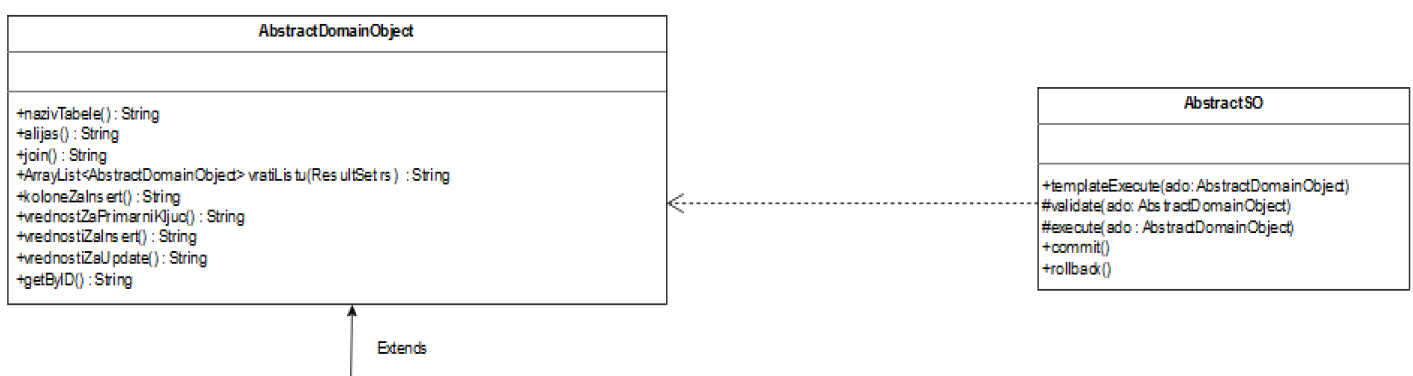 AbstractDomainObject
+nazivTabele() : String
+alijas() : String
+join() : String
+ArrayList<AbstractDomainObject> vratiListu(ResultSet rs) : String
+koloneZaInsert() : String
+vrednostZaPrimarniKljuc() : String
+vrednostiZaInsert() : String
+vrednostiZaUpdate() : String
+getByID() : String
Extends
AbstractSO
+templateExecute(ado: AbstractDomainObject)
#validate(ado: AbstractDomainObject)
#execute(ado : AbstractDomainObject)
+commit()
+rollback()